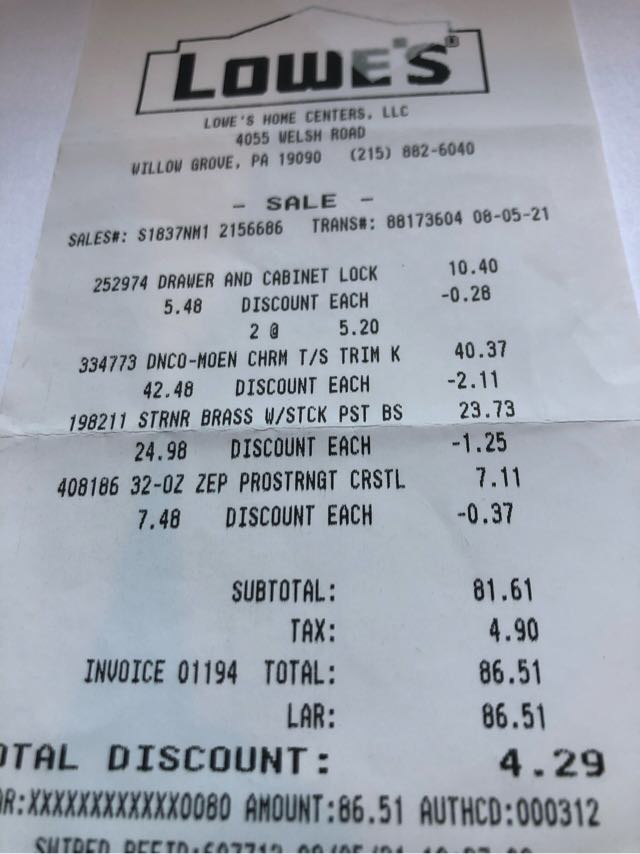 LOWE'S®
LOWE'S HOME CENTERS, LLC
4055 WELSH ROAD
WILLOW GROVE, PA 19090 (215) 882-6040
- SALE -
SALES#: S1837NM1 2156686 TRANS#: 88173604 08-05-21
252974 DRAWER AND CABINET LOCK 10.40
5.48 DISCOUNT EACH -0.28
2 @ 5.20
334773 DNCO-MOEN CHRM T/S TRIM K 40.37
42.48 DISCOUNT EACH -2.11
198211 STRNR BRASS W/STCK PST BS 23.73
24.98 DISCOUNT EACH -1.25
408186 32-OZ ZEP PROSTRNGT CRSTL 7.11
7.48 DISCOUNT EACH -0.37
SUBTOTAL: 81.61
TAX: 4.90
INVOICE 01194 TOTAL: 86.51
LAR: 86.51
OTAL DISCOUNT: 4.29
AR:XXXXXXXXXXXX0080 AMOUNT:86.51 AUTHCD:000312